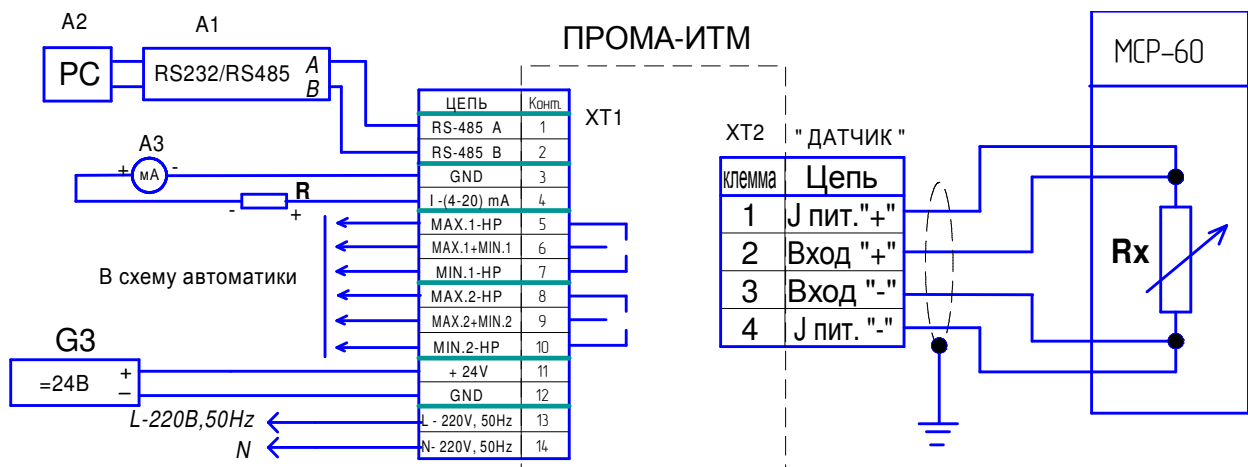 A2
A1
ПРОМА-ИТМ
МСР-60
PC
RS232/RS485
A
B
ЦЕПЬ Конт.
XT1
RS-485 A 1
RS-485 B 2
GND 3
I -(4-20) mA 4
MAX.1-HP 5
MAX.1+MIN.1 6
MIN.1-HP 7
MAX.2-HP 8
MAX.2+MIN.2 9
MIN.2-HP 10
+ 24V 11
GND 12
L - 220V, 50Hz 13
N- 220V, 50Hz 14
A3
+ мА -
R
- +
В схему автоматики
G3
=24В + –
L-220В,50Hz
N
XT2 " ДАТЧИК "
клемма Цепь
1 J пит."+"
2 Вход "+"
3 Вход "-"
4 J пит. "-"
Rx